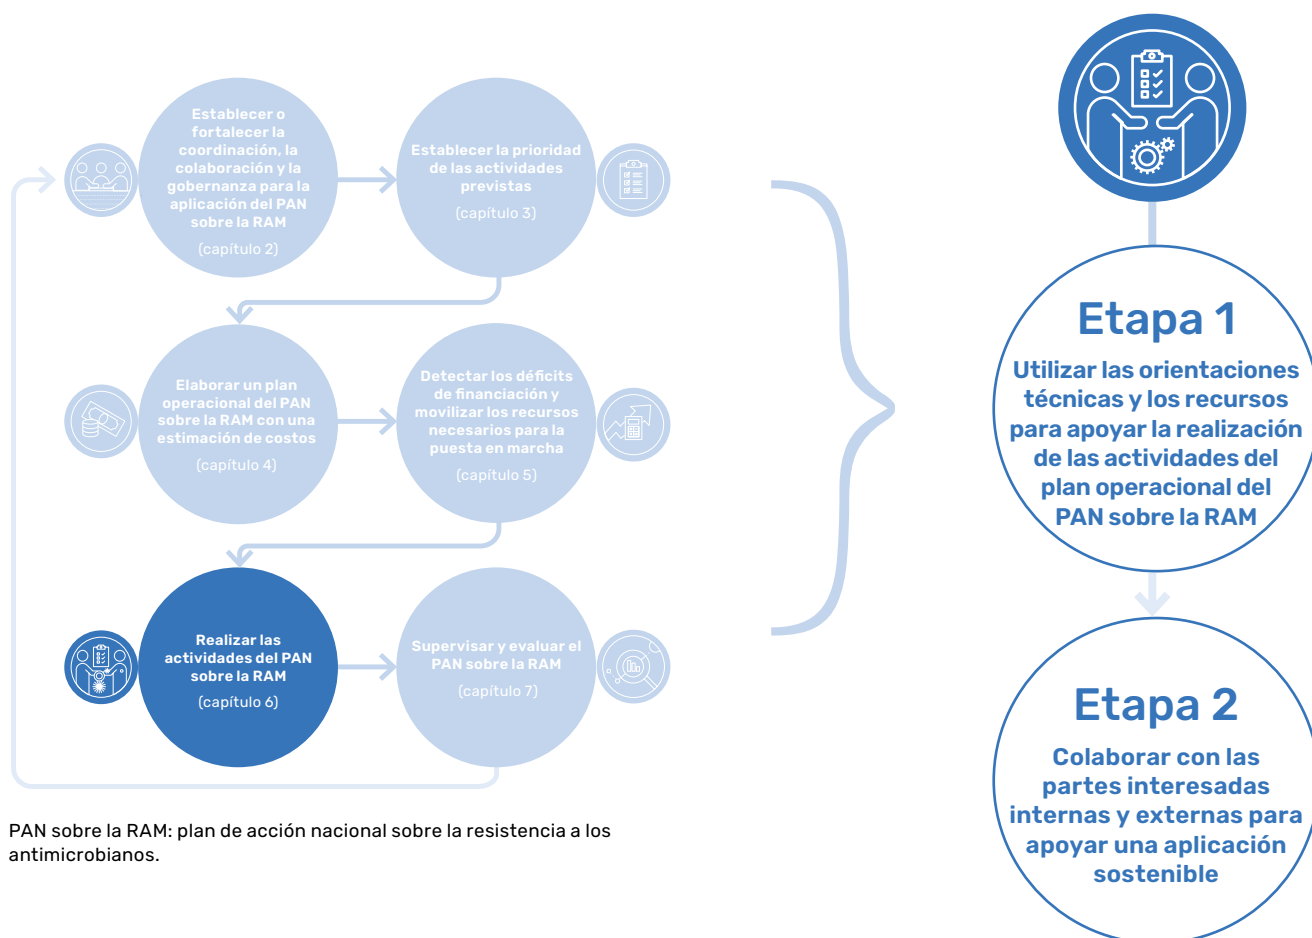 Establecer o
fortalecer la
coordinación, la
colaboración y la
gobernanza para la
aplicación del PAN
sobre la RAM
(capítulo 2)
Establecer la prioridad
de las actividades
previstas
(capítulo 3)
Elaborar un plan
operacional del PAN
sobre la RAM con una
estimación de costos
(capítulo 4)
Detectar los déficits
de financiación y
movilizar los recursos
necesarios para la
puesta en marcha
(capítulo 5)
Realizar las
actividades del PAN
sobre la RAM
(capítulo 6)
Supervisar y evaluar el
PAN sobre la RAM
(capítulo 7)
PAN sobre la RAM: plan de acción nacional sobre la resistencia a los
antimicrobianos.
Etapa 1
Utilizar las orientaciones
técnicas y los recursos
para apoyar la realización
de las actividades del
plan operacional del
PAN sobre la RAM
Etapa 2
Colaborar con las
partes interesadas
internas y externas para
apoyar una aplicación
sostenible